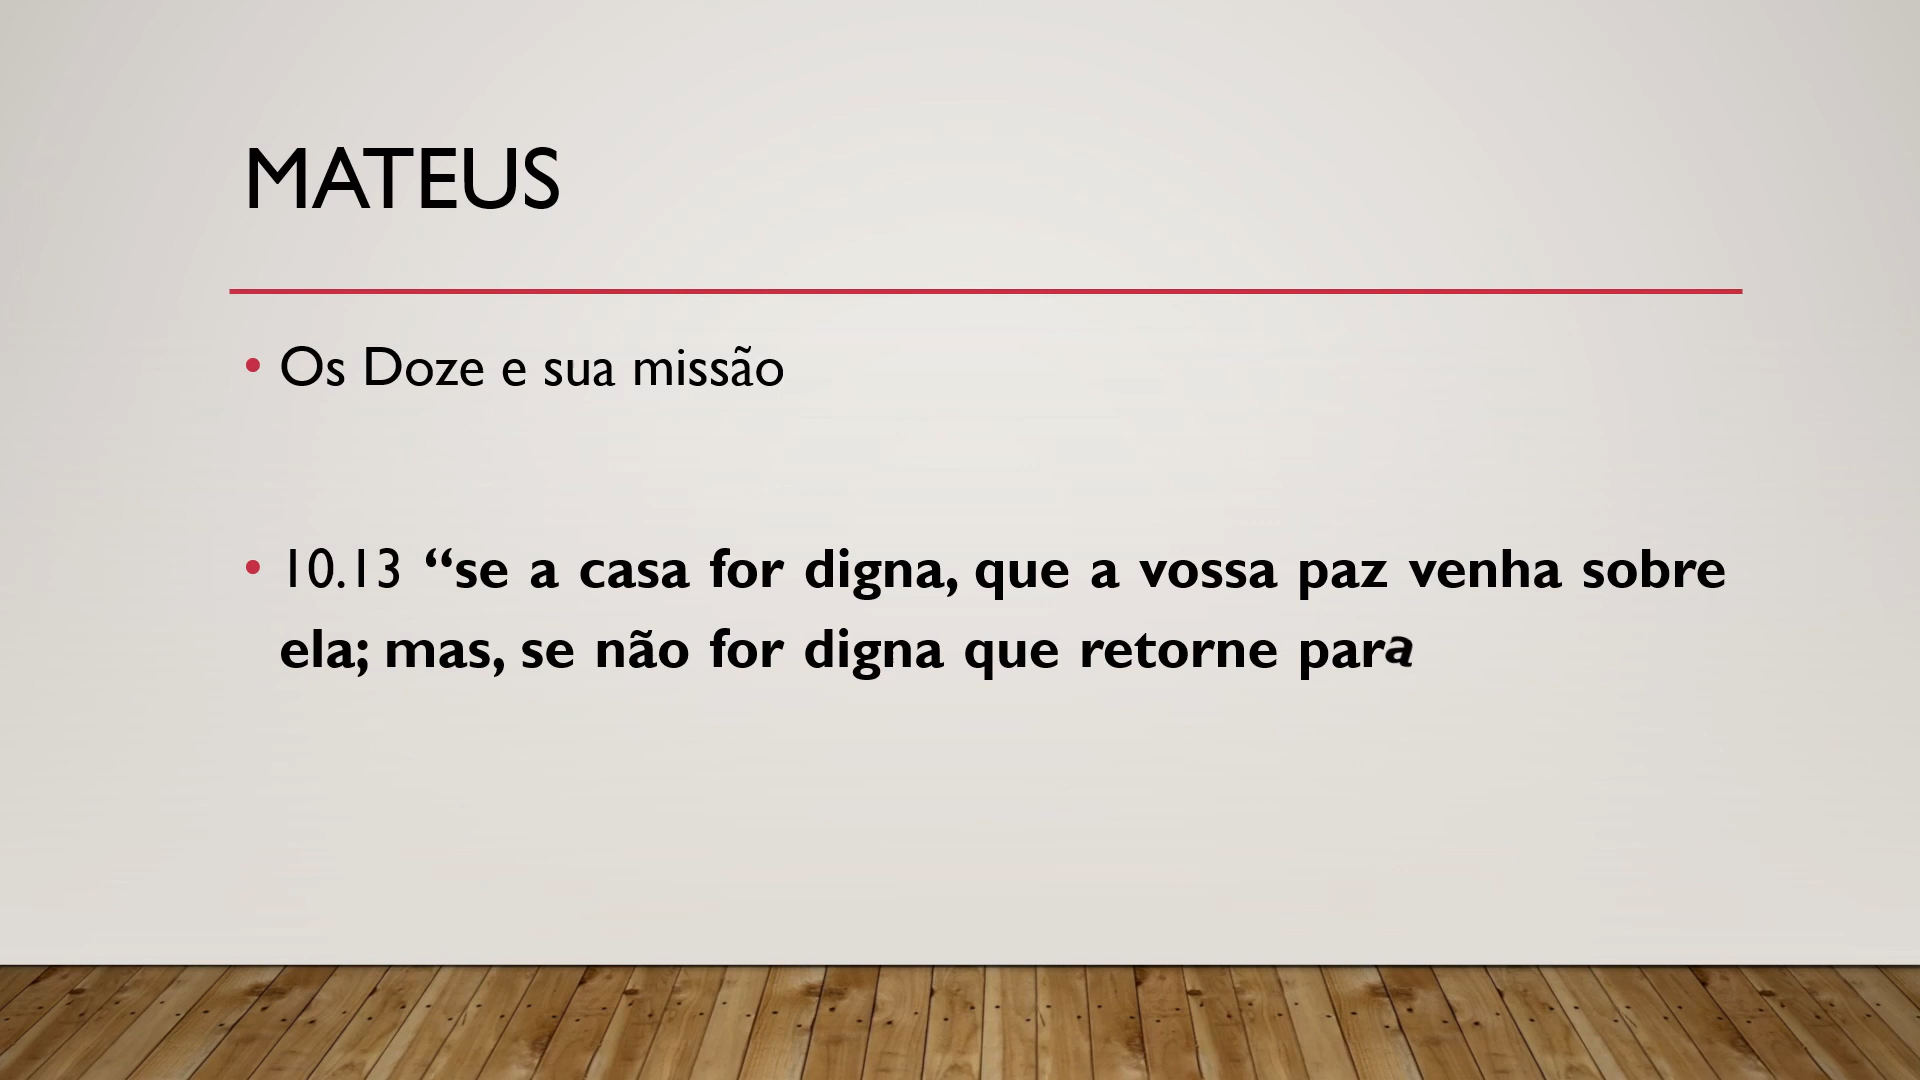 MATEUS
• Os Doze e sua missão
• 10.13 “se a casa for digna, que a vossa paz venha sobre
ela; mas, se não for digna que retorne para